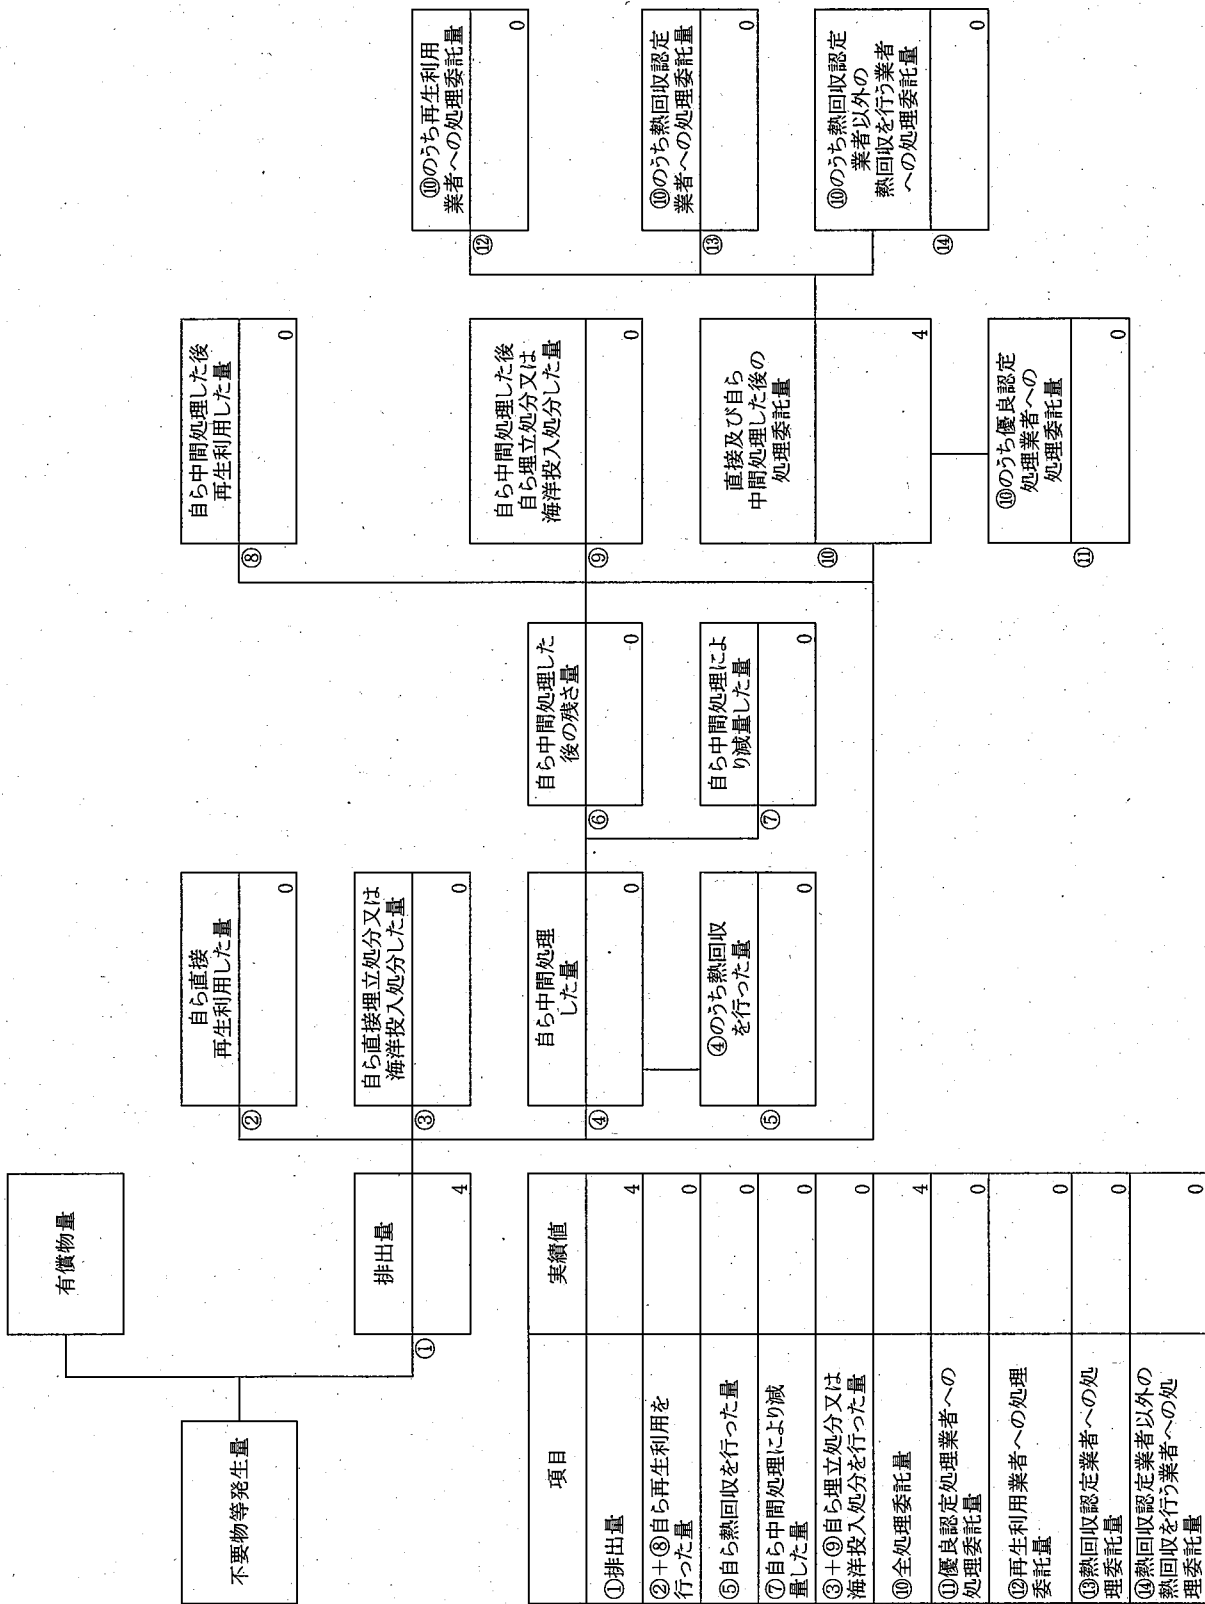 不要物等発生量
有償物量
①
排出量
4
②
自ら直接
再生利用した量
0
③
自ら直接埋立処分又は
海洋投入処分した量
0
④
自ら中間処理
した量
0
⑤
④のうち熱回収
を行った量
0
⑥
自ら中間処理した
後の残さ量
0
⑦
自ら中間処理によ
り減量した量
0
⑧
自ら中間処理した後
再生利用した量
0
⑨
自ら中間処理した後
自ら埋立処分又は
海洋投入処分した量
0
⑩
直接及び自ら
中間処理した後の
処理委託量
4
⑪
⑩のうち優良認定
処理業者への
処理委託量
0
⑫
⑩のうち再生利用
業者への処理委託量
0
⑬
⑩のうち熱回収認定
業者への処理委託量
0
⑭
⑩のうち熱回収認定
業者以外の
熱回収を行う業者
への処理委託量
0
項目
実績値
①排出量
4
②+⑧自ら再生利用を
行った量
0
⑤自ら熱回収を行った量
0
⑦自ら中間処理により減
量した量
0
③+⑨自ら埋立処分又は
海洋投入処分を行った量
0
⑩全処理委託量
4
⑪優良認定処理業者への
処理委託量
0
⑫再生利用業者への処理
委託量
0
⑬熱回収認定業者への処
理委託量
0
⑭熱回収認定業者以外の
熱回収を行う業者への処
理委託量
0